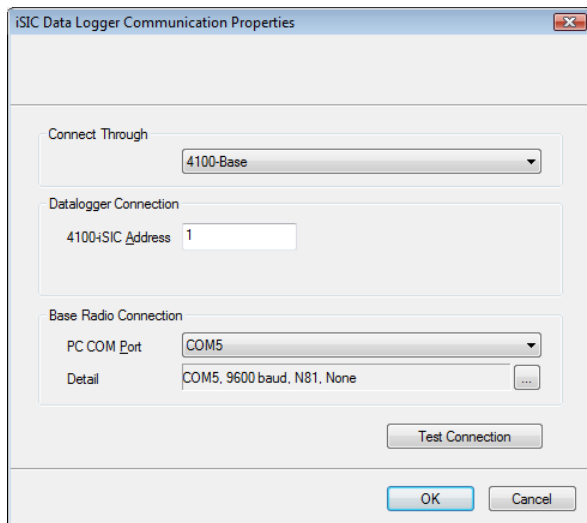 iSIC Data Logger Communication Properties
Connect Through
4100-Base
Datalogger Connection
4100-iSIC Address 1
Base Radio Connection
PC COM Port COM5
Detail COM5, 9600 baud, N81, None ...
Test Connection
OK Cancel